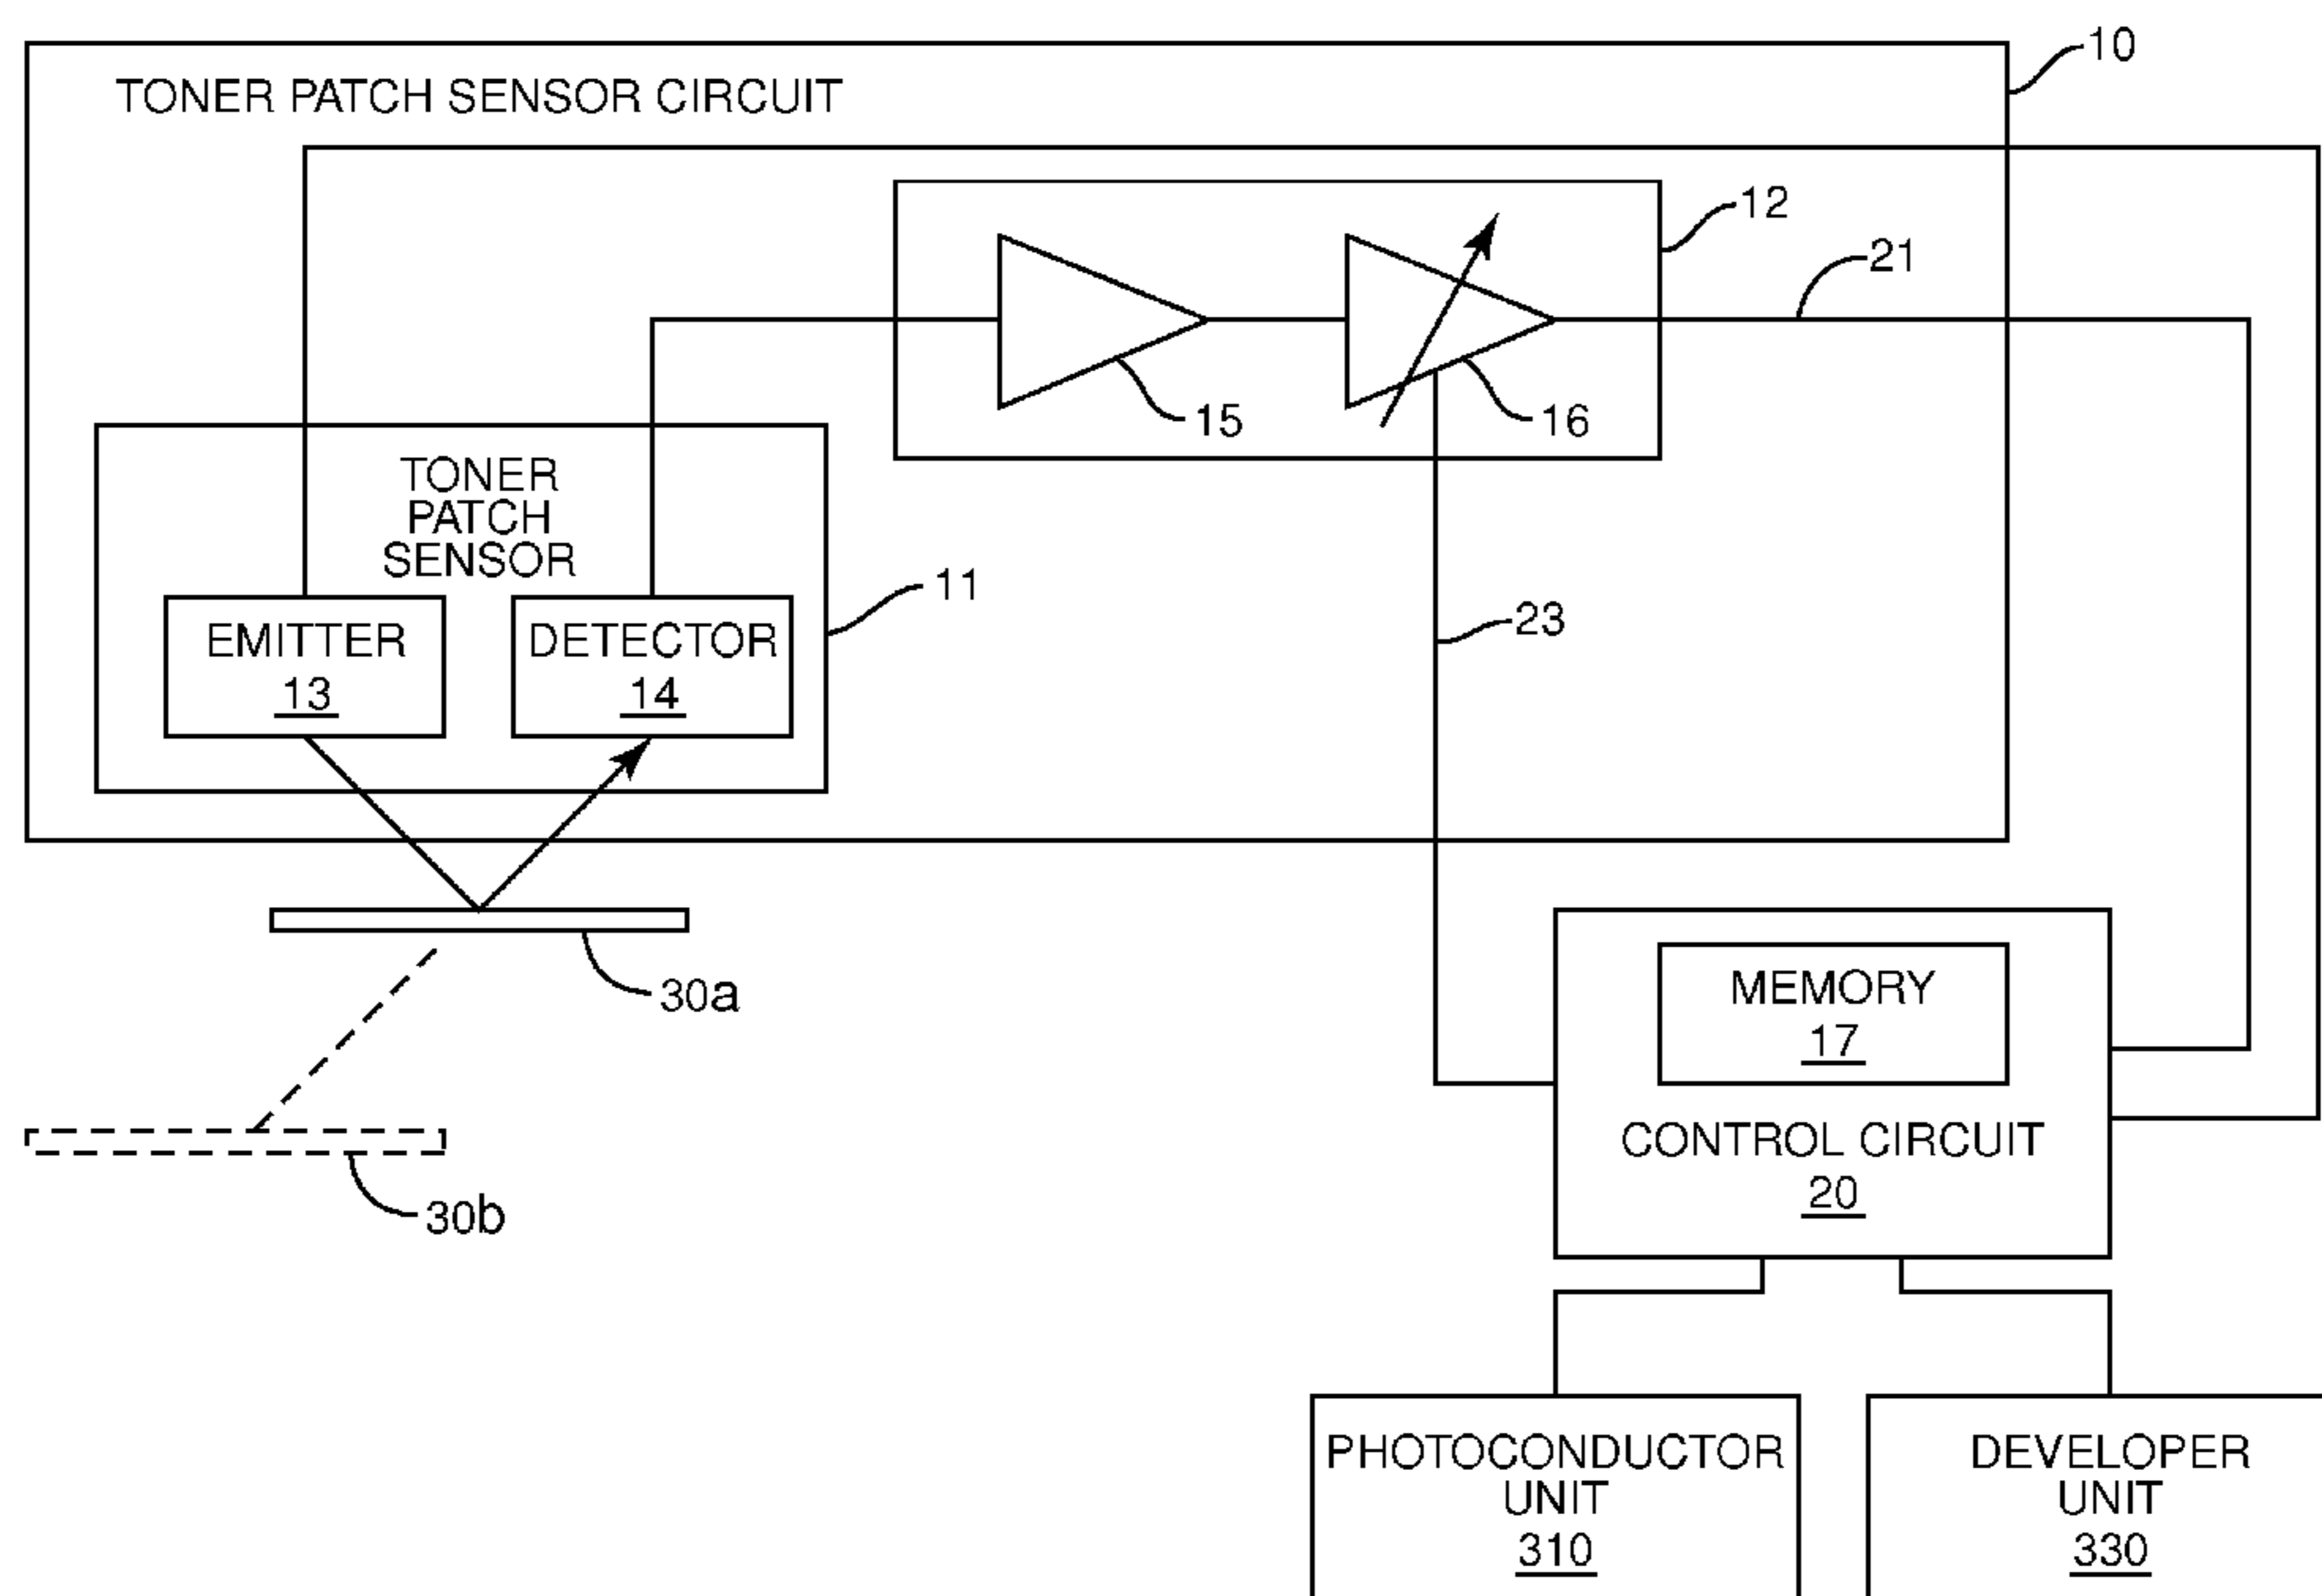 10
TONER PATCH SENSOR CIRCUIT
12
21
15
16
TONER
PATCH
SENSOR
11
23
EMITTER
13
DETECTOR
14
30a
MEMORY
17
CONTROL CIRCUIT
20
30b
PHOTOCONDUCTOR
UNIT
310
DEVELOPER
UNIT
330